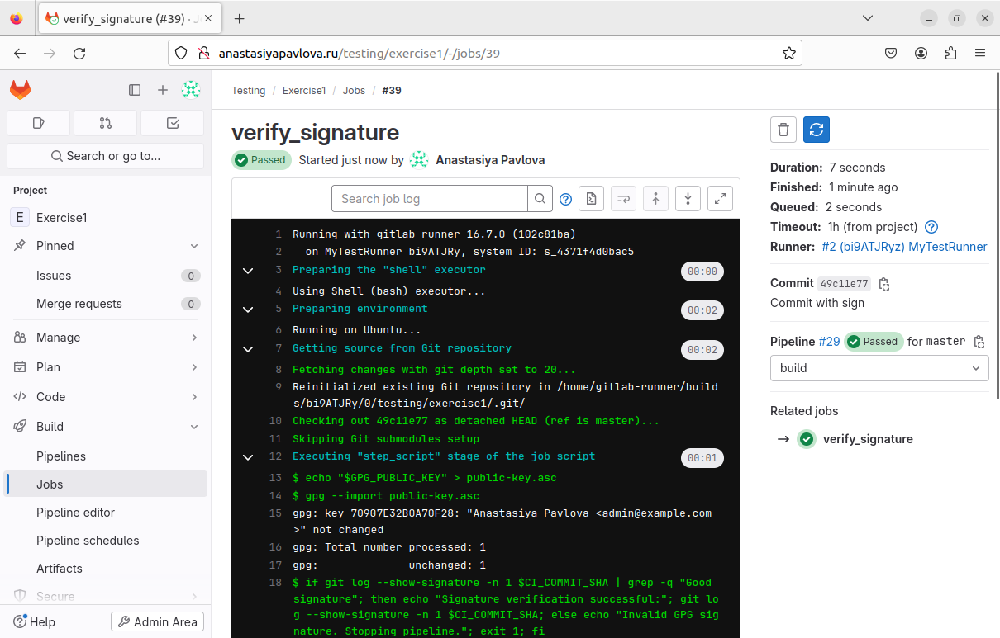 verify_signature (#39) · J
anastasiyapavlova.ru/testing/exercise1/-/jobs/39
Search or go to...
Project
E Exercise1
Pinned
Issues 0
Merge requests 0
Manage
Plan
Code
Build
Pipelines
Jobs
Pipeline editor
Pipeline schedules
Artifacts
Secure
Help
Admin Area
Testing / Exercise1 / Jobs / #39
verify_signature
Passed Started just now by Anastasiya Pavlova
Search job log
1 Running with gitlab-runner 16.7.0 (102c81ba)
2 on MyTestRunner bi9ATJRy, system ID: s_4371f4d0bac5
3 Preparing the "shell" executor 00:00
4 Using Shell (bash) executor...
5 Preparing environment 00:02
6 Running on Ubuntu...
7 Getting source from Git repository 00:02
8 Fetching changes with git depth set to 20...
9 Reinitialized existing Git repository in /home/gitlab-runner/build
s/bi9ATJRy/0/testing/exercise1/.git/
10 Checking out 49c11e77 as detached HEAD (ref is master)...
11 Skipping Git submodules setup
12 Executing "step_script" stage of the job script 00:01
13 $ echo "$GPG_PUBLIC_KEY" > public-key.asc
14 $ gpg --import public-key.asc
15 gpg: key 70907E32B0A70F28: "Anastasiya Pavlova <admin@example.com
>" not changed
16 gpg: Total number processed: 1
17 gpg: unchanged: 1
18 $ if git log --show-signature -n 1 $CI_COMMIT_SHA | grep -q "Good
signature"; then echo "Signature verification successful:"; git lo
g --show-signature -n 1 $CI_COMMIT_SHA; else echo "Invalid GPG sig
nature. Stopping pipeline."; exit 1; fi
Duration: 7 seconds
Finished: 1 minute ago
Queued: 2 seconds
Timeout: 1h (from project)
Runner: #2 (bi9ATJRyz) MyTestRunner
Commit 49c11e77
Commit with sign
Pipeline #29 Passed for master
build
Related jobs
verify_signature